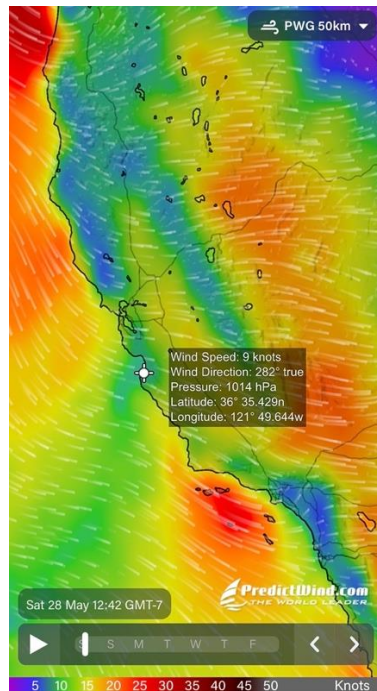 PWG 50km
Wind Speed: 9 knots
Wind Direction: 282° true
Pressure: 1014 hPa
Latitude: 36° 35.429n
Longitude: 121° 49.644w
PredictWind.com
THE WORLD LEADER
Sat 28 May 12:42 GMT-7
S S M T W T F
5 10 15 20 25 30 35 40 45 50 Knots